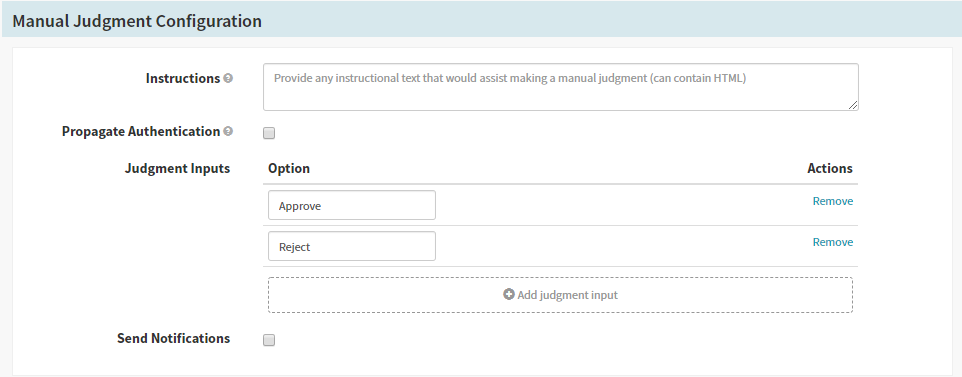 Manual Judgment Configuration
Instructions
Provide any instructional text that would assist making a manual judgment (can contain HTML)
Propagate Authentication
Judgment Inputs Option Actions
Approve Remove
Reject Remove
Add judgment input
Send Notifications